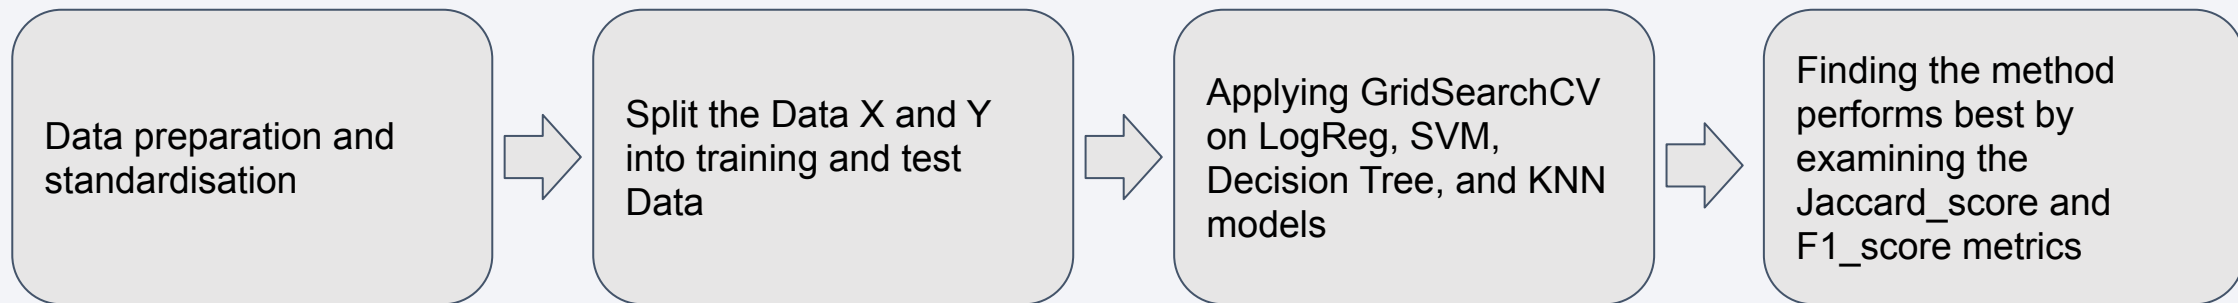 Data preparation and
standardisation
Split the Data X and Y
into training and test
Data
Applying GridSearchCV
on LogReg, SVM,
Decision Tree, and KNN
models
Finding the method
performs best by
examining the
Jaccard_score and
F1_score metrics